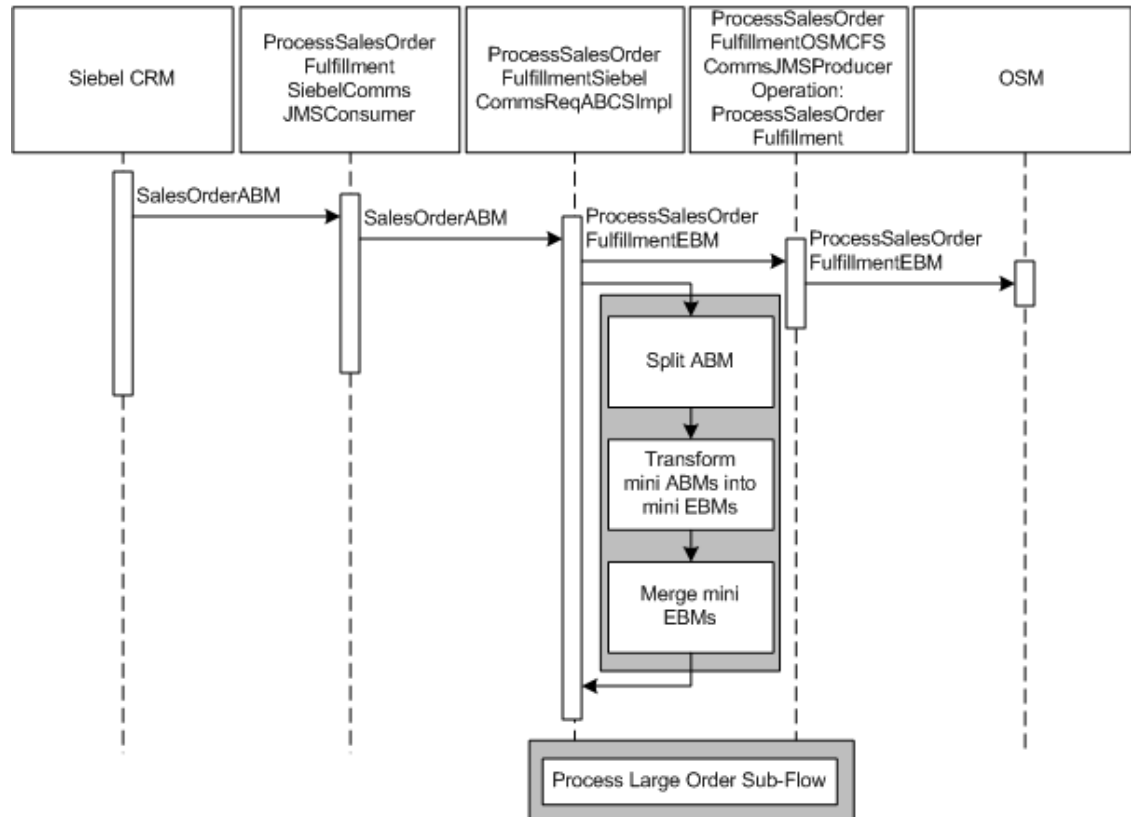 Siebel CRM
ProcessSalesOrder
Fulfillment
SiebelComms
JMSConsumer
ProcessSalesOrder
FulfillmentSiebel
CommsReqABCSImpl
ProcessSalesOrder
FulfillmentOSMCFS
CommsJMSProducer
Operation:
ProcessSalesOrder
Fulfillment
OSM
SalesOrderABM
SalesOrderABM
ProcessSalesOrder
FulfillmentEBM
ProcessSalesOrder
FulfillmentEBM
Split ABM
Transform
mini ABMs into
mini EBMs
Merge mini
EBMs
Process Large Order Sub-Flow